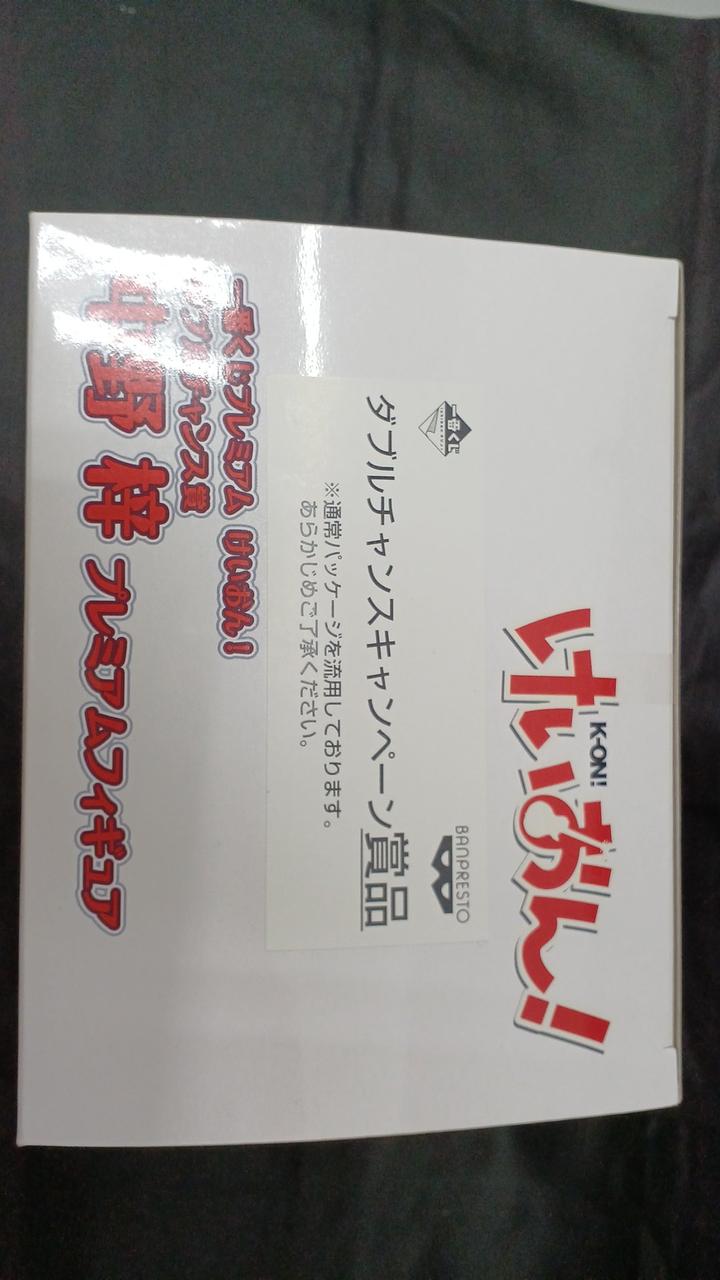 けいおん!
K-ON!
一番くじ
BANPRESTO
ダブルチャンスキャンペーン賞品
※通常パッケージを流用しております。
あらかじめご了承ください。
一番くじプレミアム けいおん!
ダブルチャンス賞
中野 梓 プレミアムフィギュア